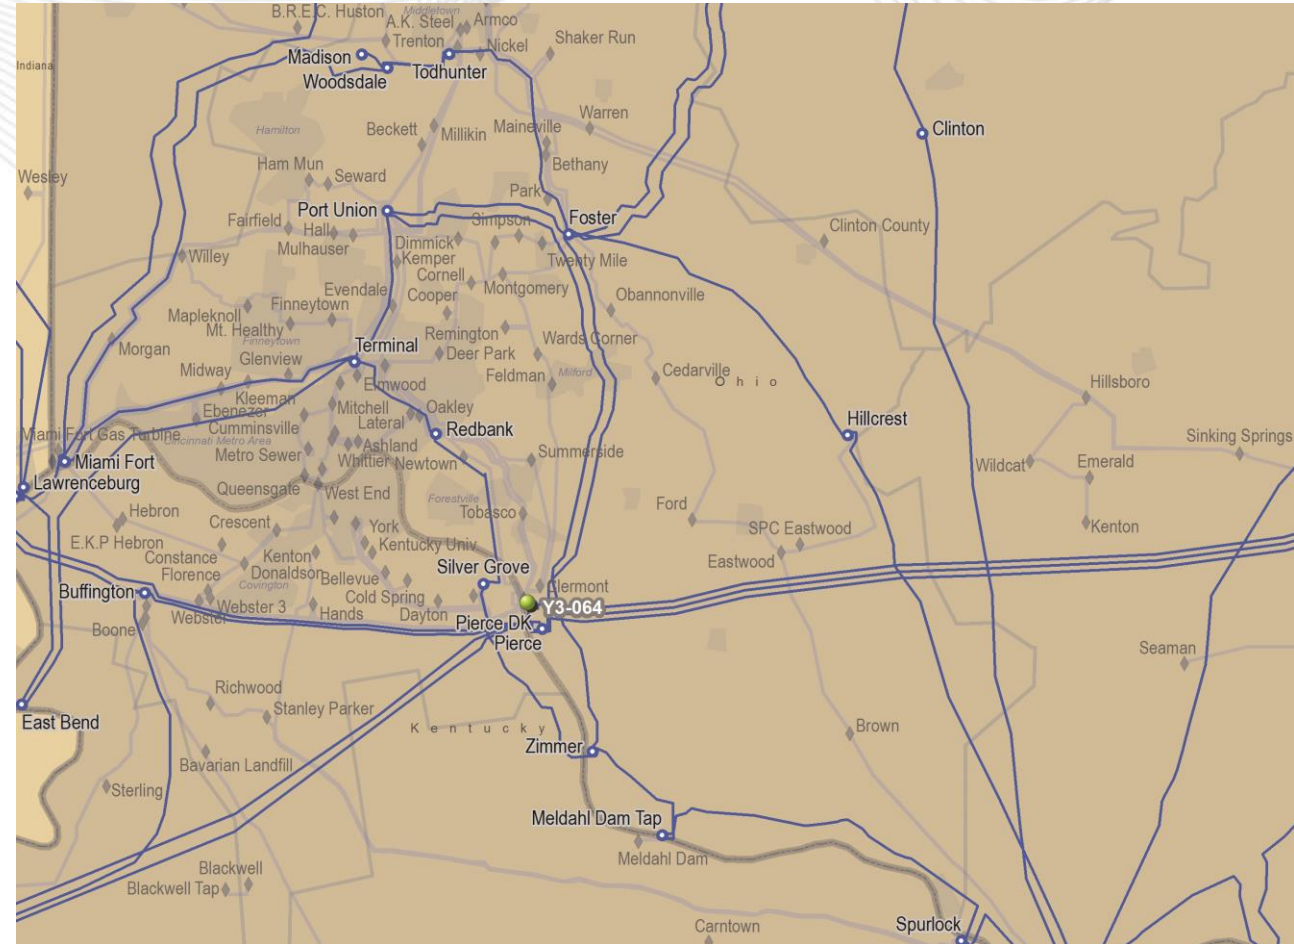 B.R.E.C. Huston
Middletown
A.K. Steel
Armco
Trenton
Nickel
Shaker Run
Madison
Woodsdale
Todhunter
Indiana
Hamilton
Beckett
Millikin
Maineville
Warren
Clinton
Bethany
Wesley
Ham Mun
Seward
Park
Port Union
Fairfield
Hall
Mulhauser
Simpson
Foster
Clinton County
Dimmick
Kemper
Twenty Mile
Willey
Cornell
Montgomery
Evendale
Cooper
Obannonville
Mapleknoll
Finneytown
Mt. Healthy
Finneytown
Remington
Wards Corner
Morgan
Terminal
Deer Park
Glenview
Midway
Feldman
Milford
Cedarville
Ohio
Elmwood
Kleeman
Hillsboro
Ebenezer
Mitchell
Oakley
Lateral
Cumminsville
Redbank
Hillcrest
Miami Fort Gas Turbine
Cincinnati Metro Area
Ashland
Sinking Springs
Metro Sewer
Whittier
Newtown
Summerside
Miami Fort
Wildcat
Emerald
Lawrenceburg
Queensgate
West End
Forestville
Ford
Hebron
Crescent
York
Tobasco
SPC Eastwood
Kenton
E.K.P Hebron
Constance
Kenton
Kentucky Univ
Eastwood
Florence
Donaldson
Silver Grove
Covington
Bellevue
Clermont
Buffington
Cold Spring
Webster 3
Webster
Hands
Dayton
Y3-064
Boone
Pierce DK
Pierce
Seaman
Richwood
Stanley Parker
East Bend
Kentucky
Brown
Zimmer
Bavarian Landfill
Sterling
Meldahl Dam Tap
Meldahl Dam
Blackwell
Blackwell Tap
Carntown
Spurlock